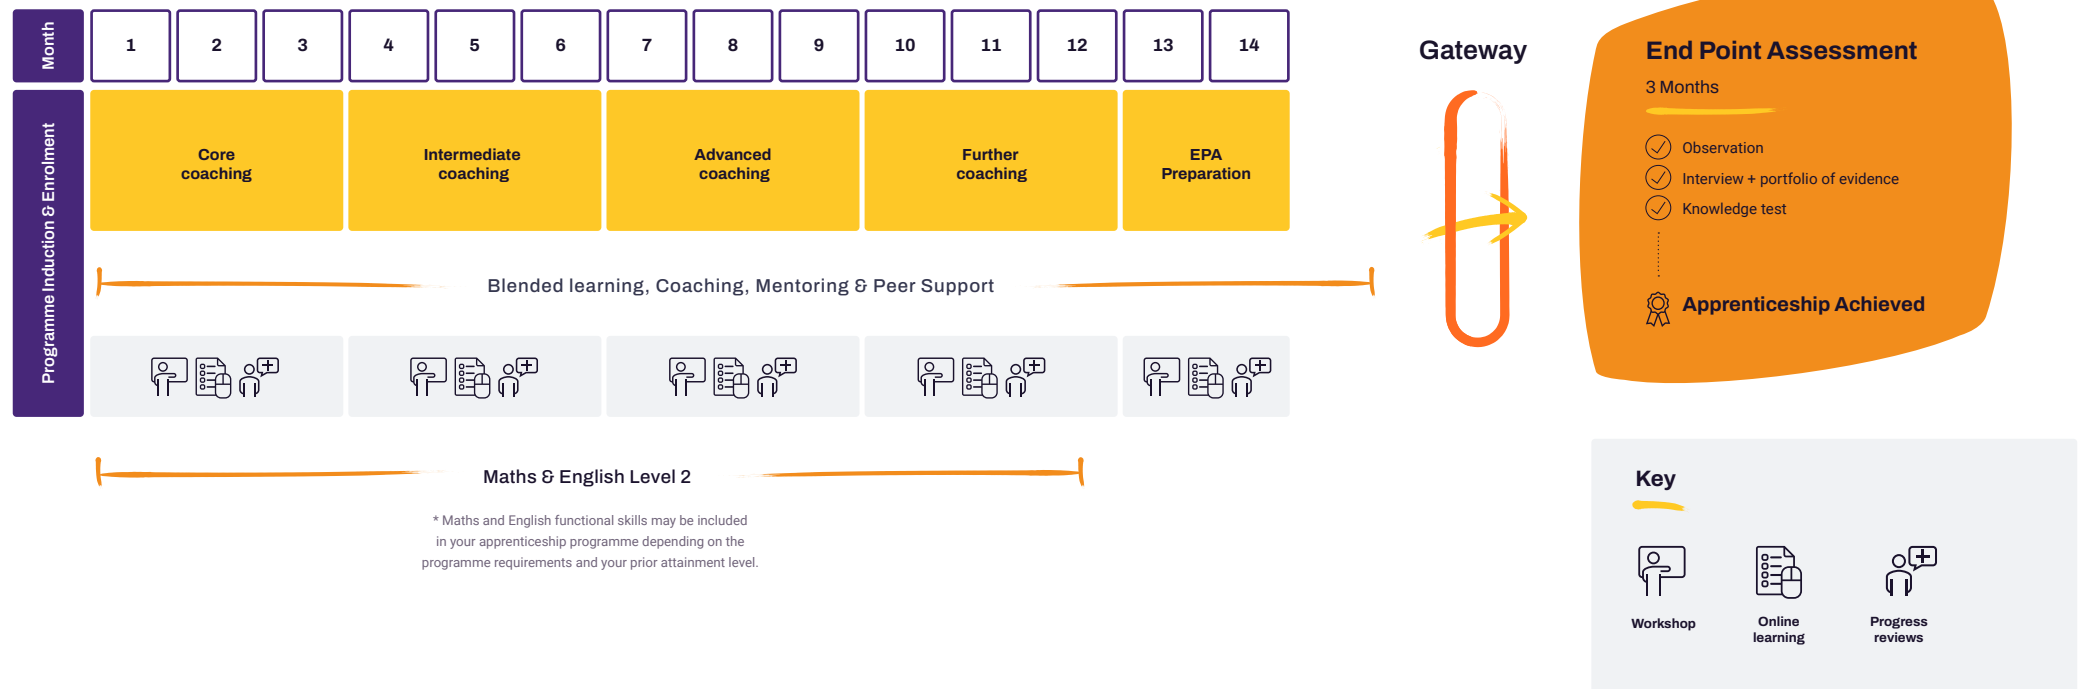 Month
1
2
3
4
5
6
7
8
9
10
11
12
13
14
Programme Induction & Enrolment
Core
coaching
Intermediate
coaching
Advanced
coaching
Further
coaching
EPA
Preparation
Blended learning, Coaching, Mentoring & Peer Support
Maths & English Level 2
* Maths and English functional skills may be included
in your apprenticeship programme depending on the
programme requirements and your prior attainment level.
Gateway
End Point Assessment
3 Months
Observation
Interview + portfolio of evidence
Knowledge test
Apprenticeship Achieved
Key
Workshop
Online
learning
Progress
reviews